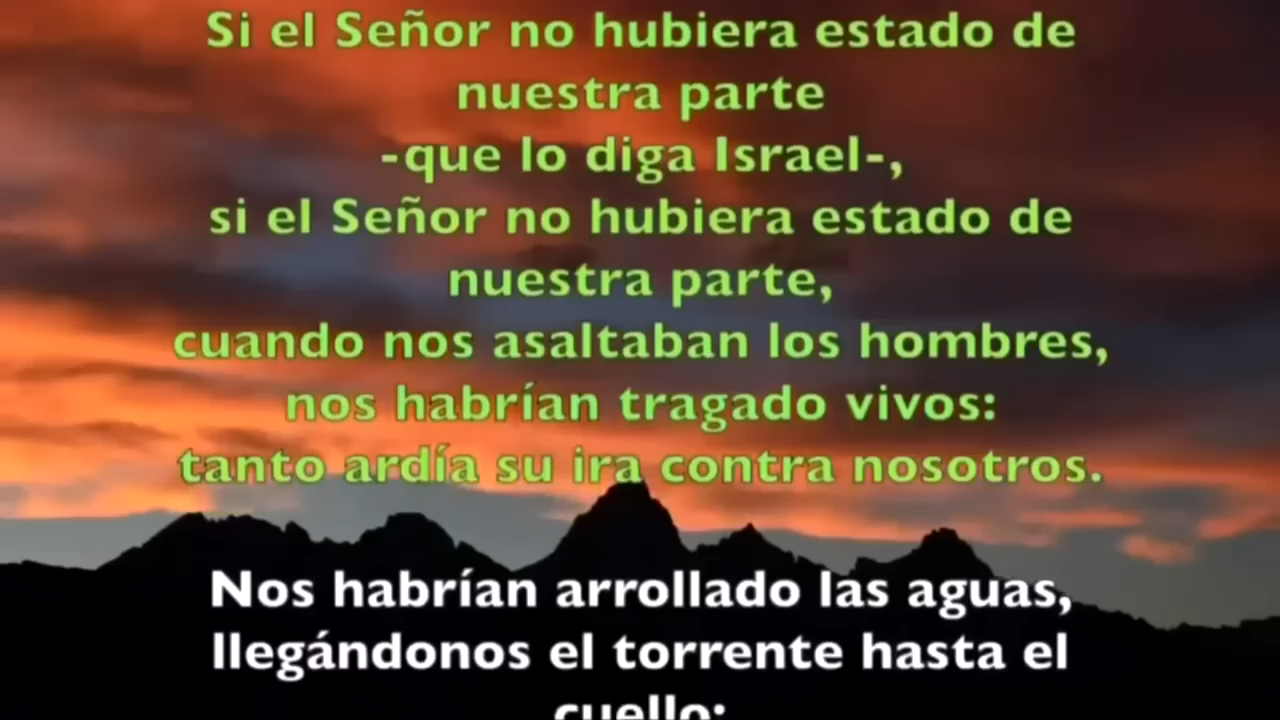 Si el Señor no hubiera estado de
nuestra parte
-que lo diga Israel-,
si el Señor no hubiera estado de
nuestra parte,
cuando nos asaltaban los hombres,
nos habrían tragado vivos:
tanto ardía su ira contra nosotros.
Nos habrían arrollado las aguas,
llegándonos el torrente hasta el
cuello: